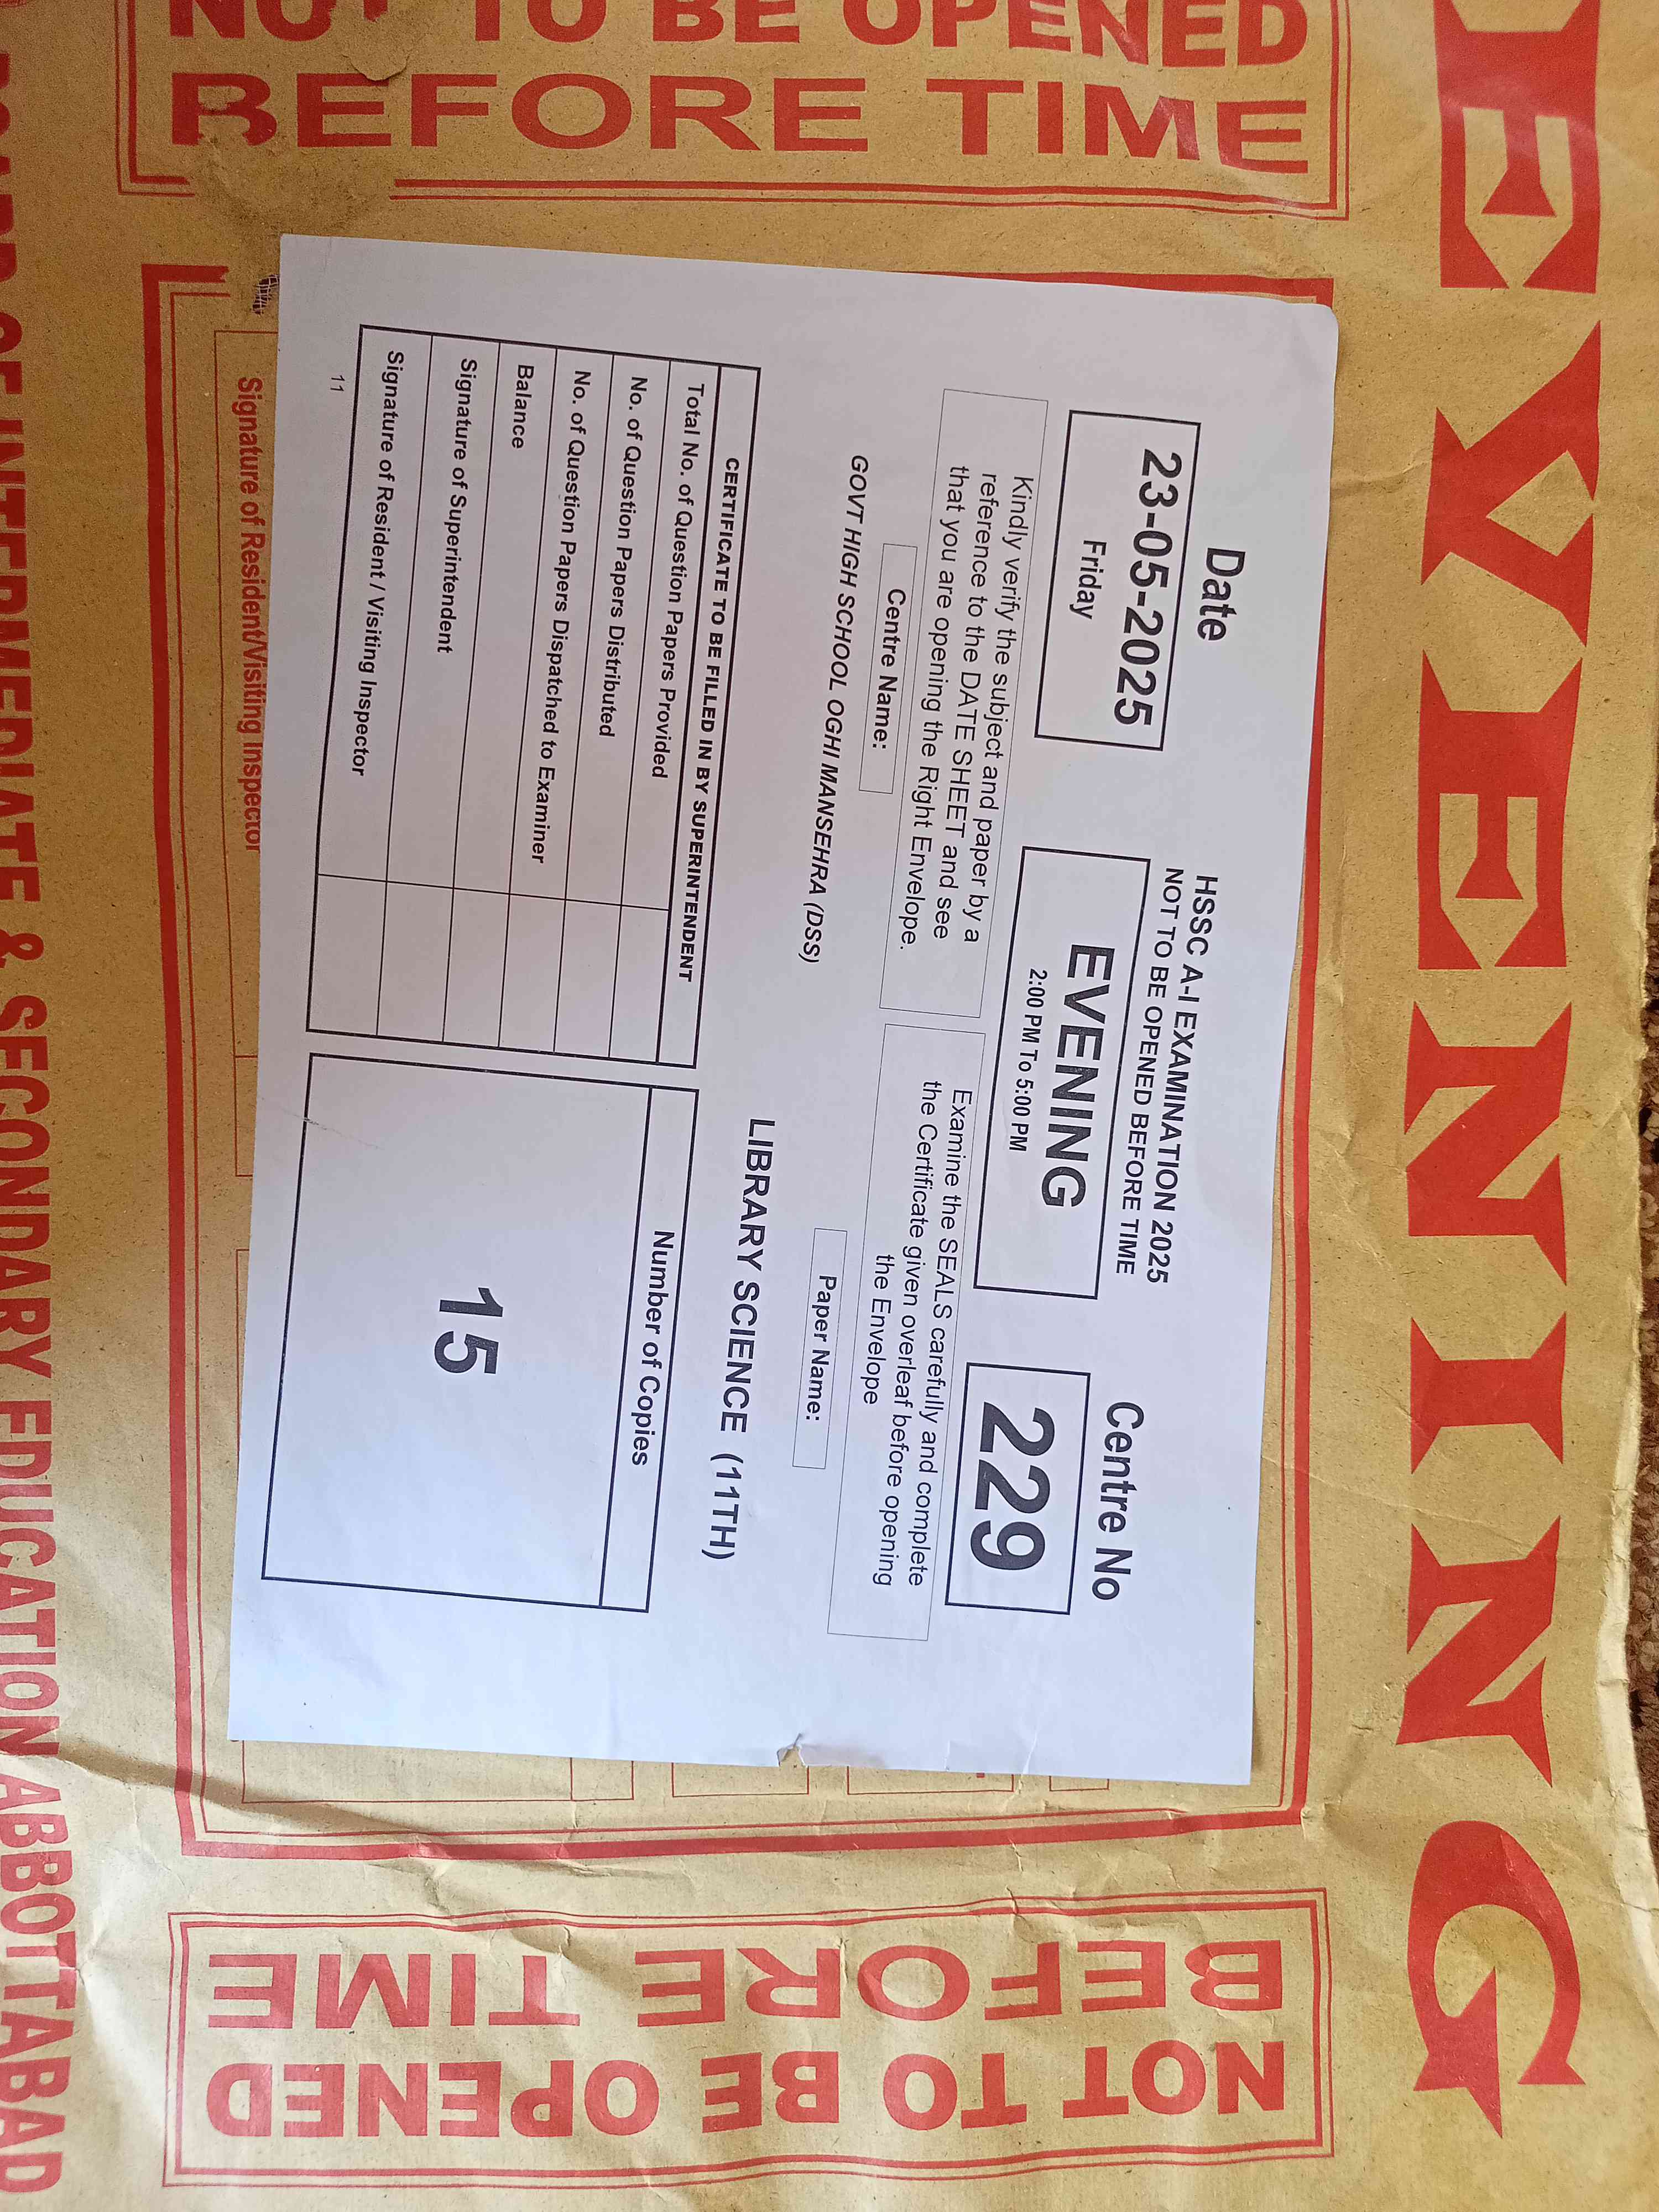 EVENING
NOT TO BE OPENED
BEFORE TIME
HSSC A-I EXAMINATION 2025
NOT TO BE OPENED BEFORE TIME
Date
23-05-2025
Friday
EVENING
2:00 PM To 5:00 PM
Centre No
229
Kindly verify the subject and paper by a
reference to the DATE SHEET and see
that you are opening the Right Envelope.
Examine the SEALS carefully and complete
the Certificate given overleaf before opening
the Envelope
Centre Name:
GOVT HIGH SCHOOL OGHI MANSEHRA (DSS)
Paper Name:
LIBRARY SCIENCE (11TH)
CERTIFICATE TO BE FILLED IN BY SUPERINTENDENT
Total No. of Question Papers Provided
No. of Question Papers Distributed
No. of Question Papers Dispatched to Examiner
Balance
Signature of Superintendent
Signature of Resident / Visiting Inspector
11
Number of Copies
15
Signature of Resident/Visiting Inspector
NOT TO BE OPENED
BEFORE TIME
BOARD OF INTERMEDIATE & SECONDARY EDUCATION ABBOTTABAD